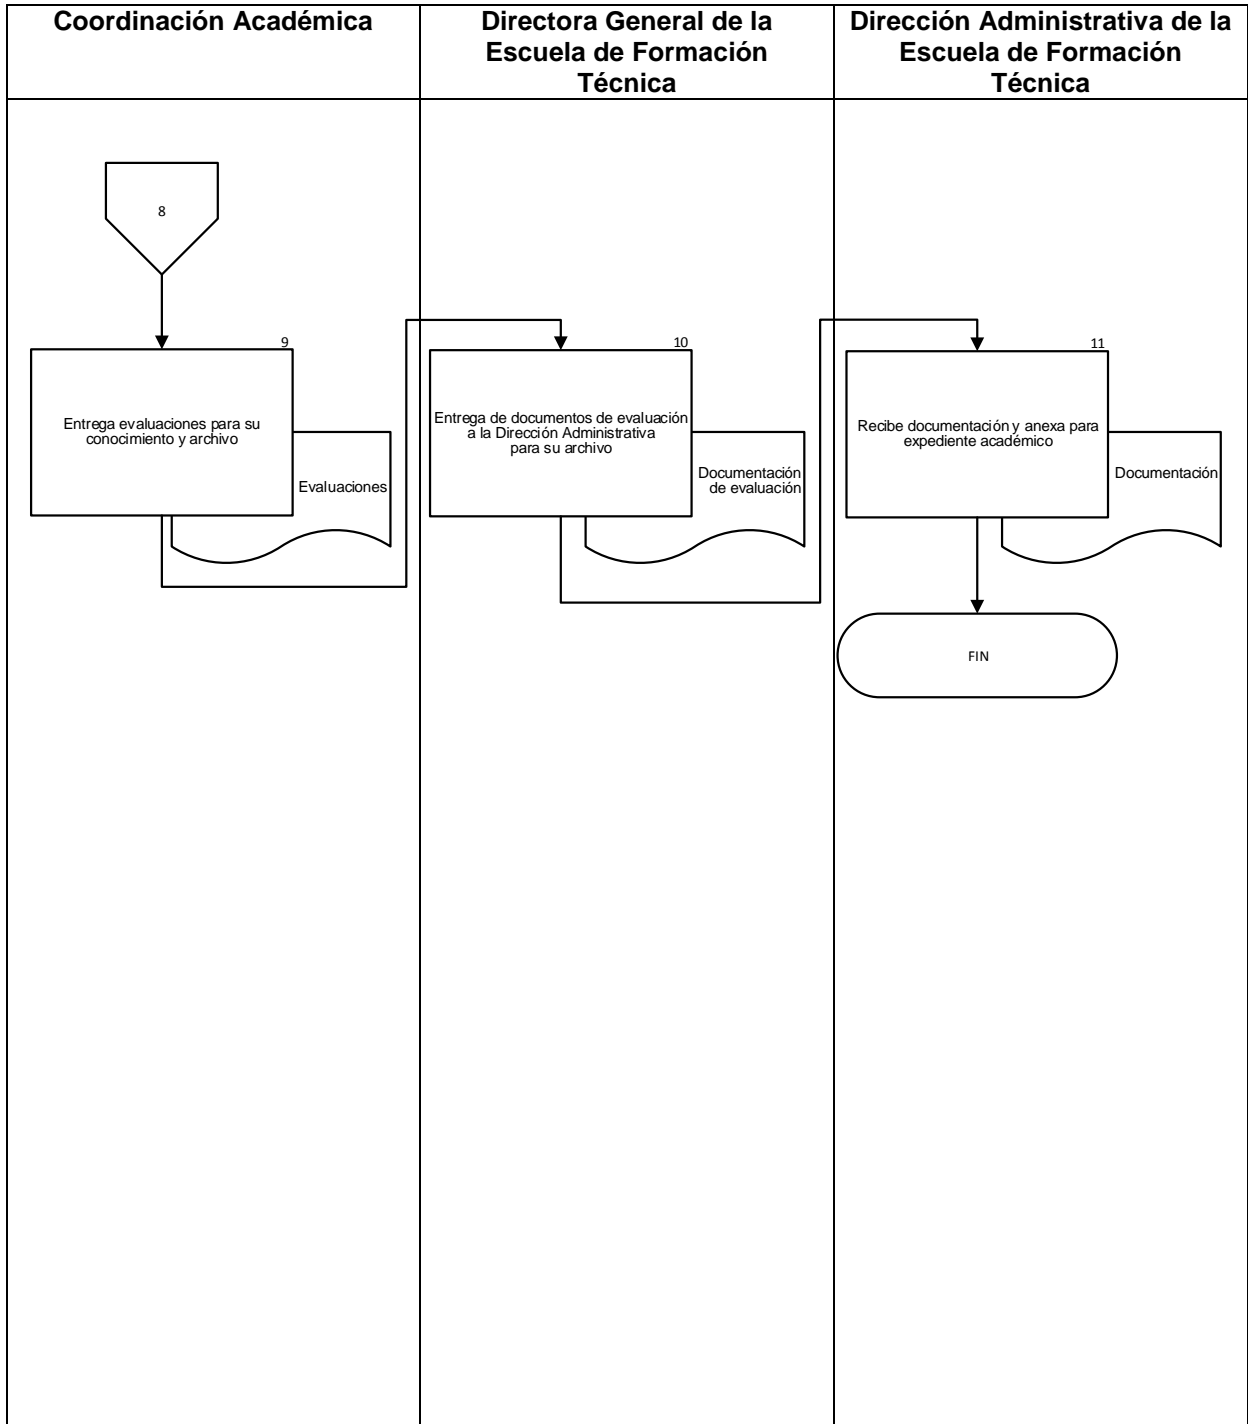 Coordinación Académica
Directora General de la
Escuela de Formación
Técnica
Dirección Administrativa de la
Escuela de Formación
Técnica
8
9
Entrega evaluaciones para su
conocimiento y archivo
Evaluaciones
10
Entrega de documentos de evaluación
a la Dirección Administrativa
para su archivo
Documentación
de evaluación
11
Recibe documentación y anexa para
expediente académico
Documentación
FIN